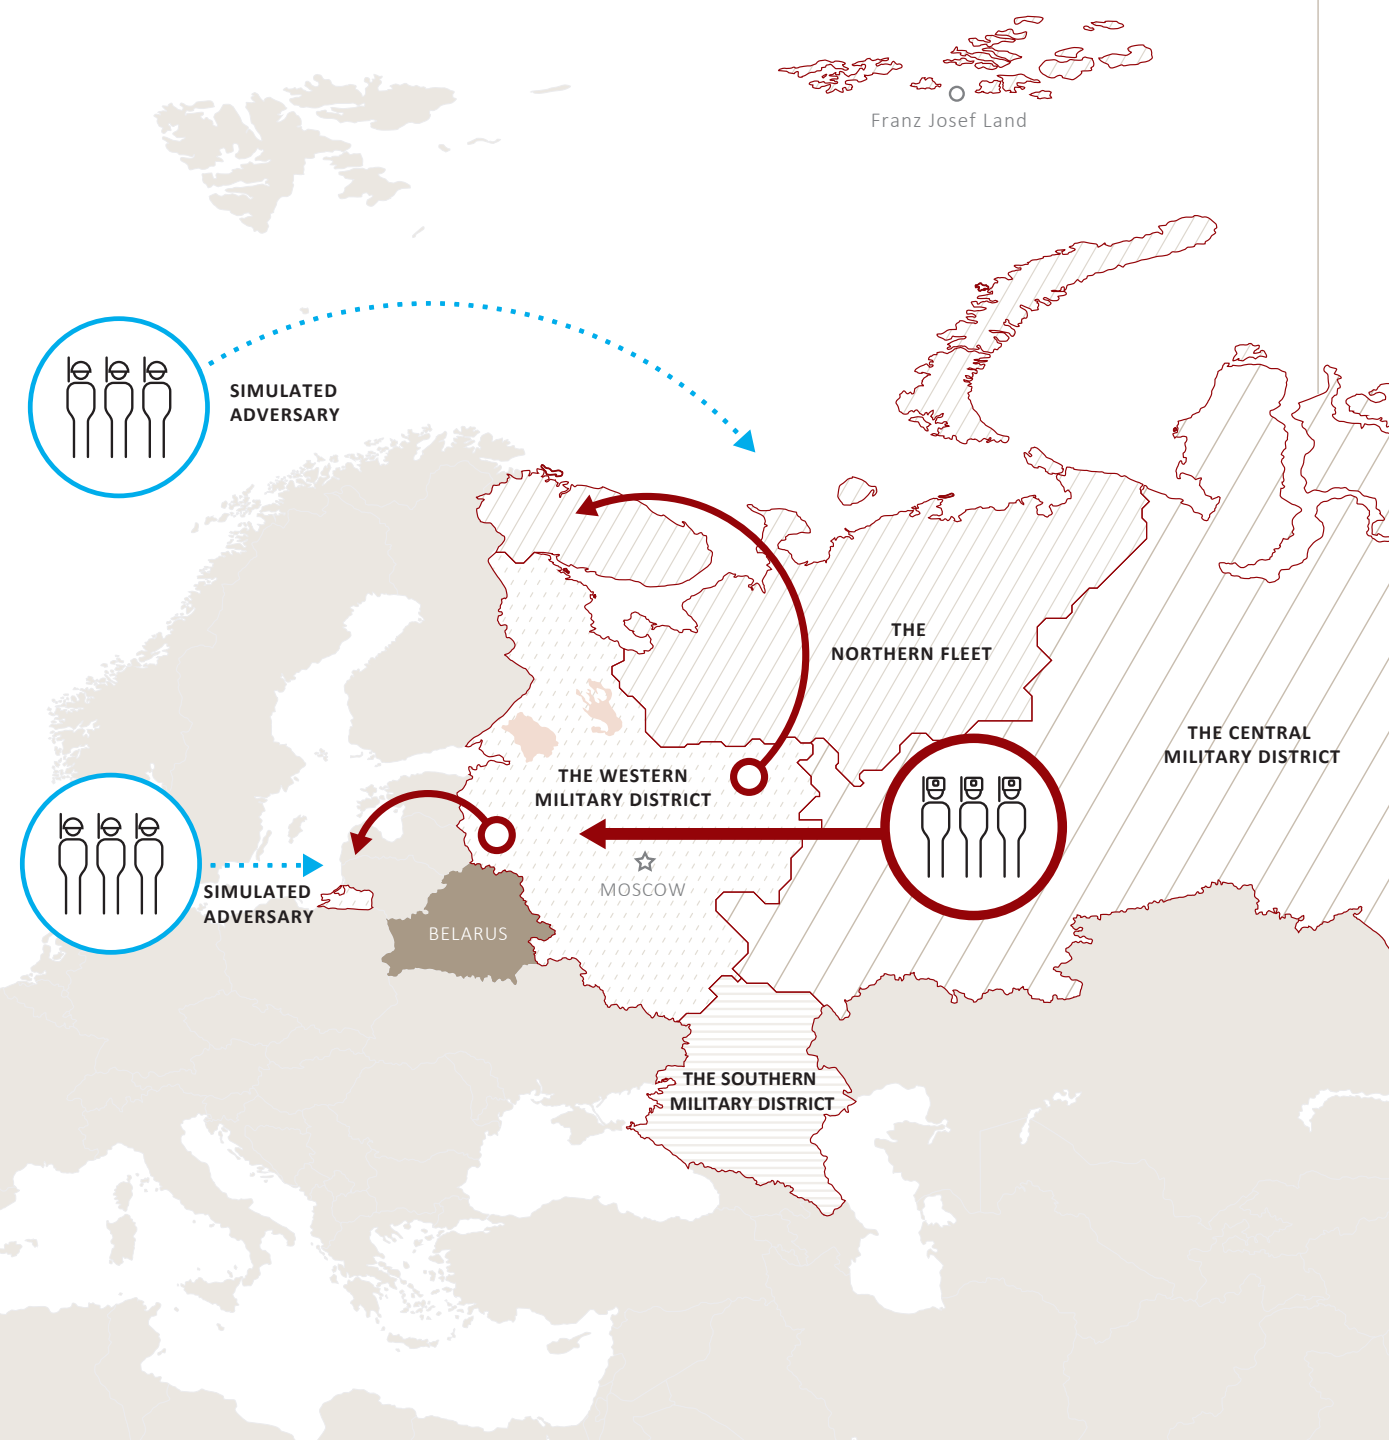 Franz Josef Land
SIMULATED
ADVERSARY
THE
NORTHERN FLEET
THE CENTRAL
MILITARY DISTRICT
THE WESTERN
MILITARY DISTRICT
MOSCOW
SIMULATED
ADVERSARY
BELARUS
THE SOUTHERN
MILITARY DISTRICT